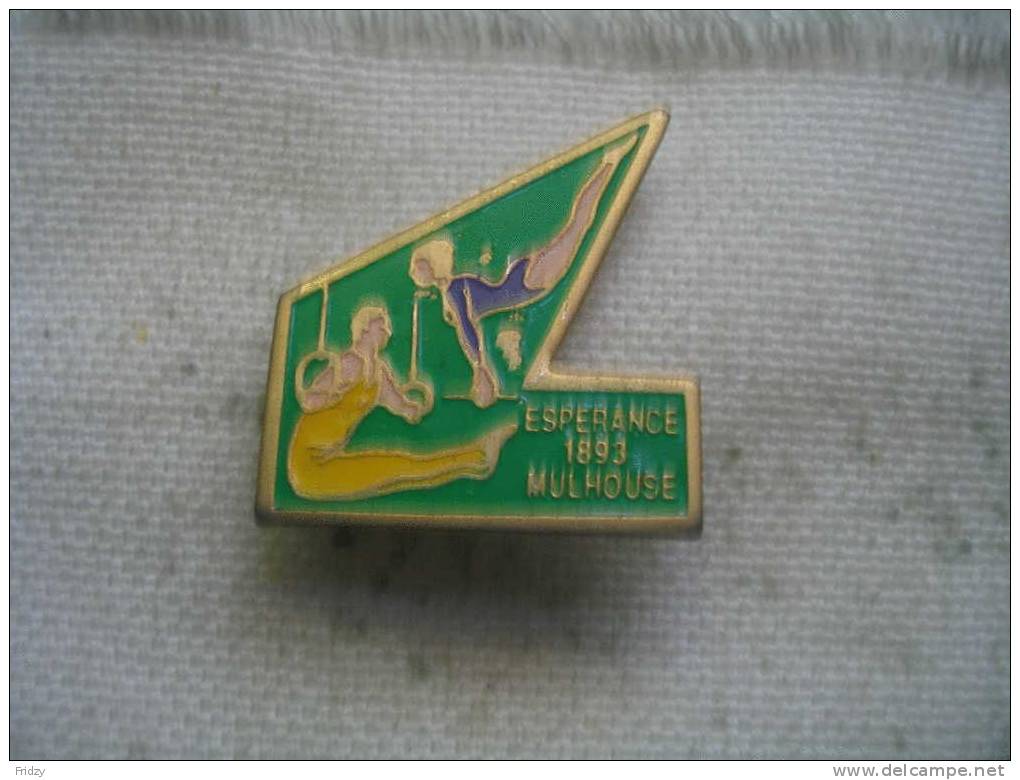 ESPERANCE
1893
MULHOUSE
Fridzy
www.delcampe.net